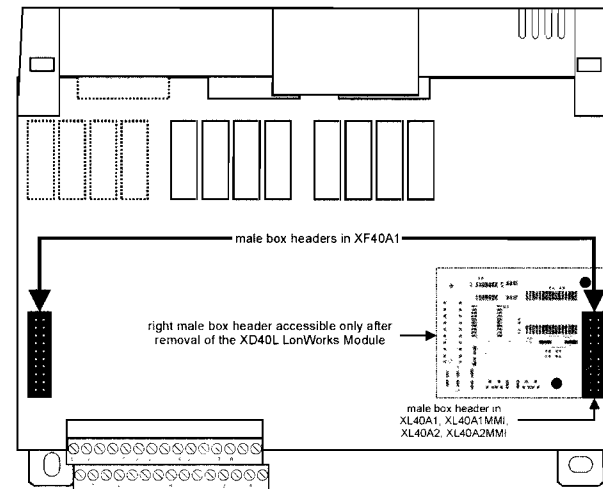 male box headers in XF40A1
right male box header accessible only after
removal of the XD40L LonWorks Module
male box header in
XL40A1, XL40A1MMI,
XL40A2, XL40A2MMI